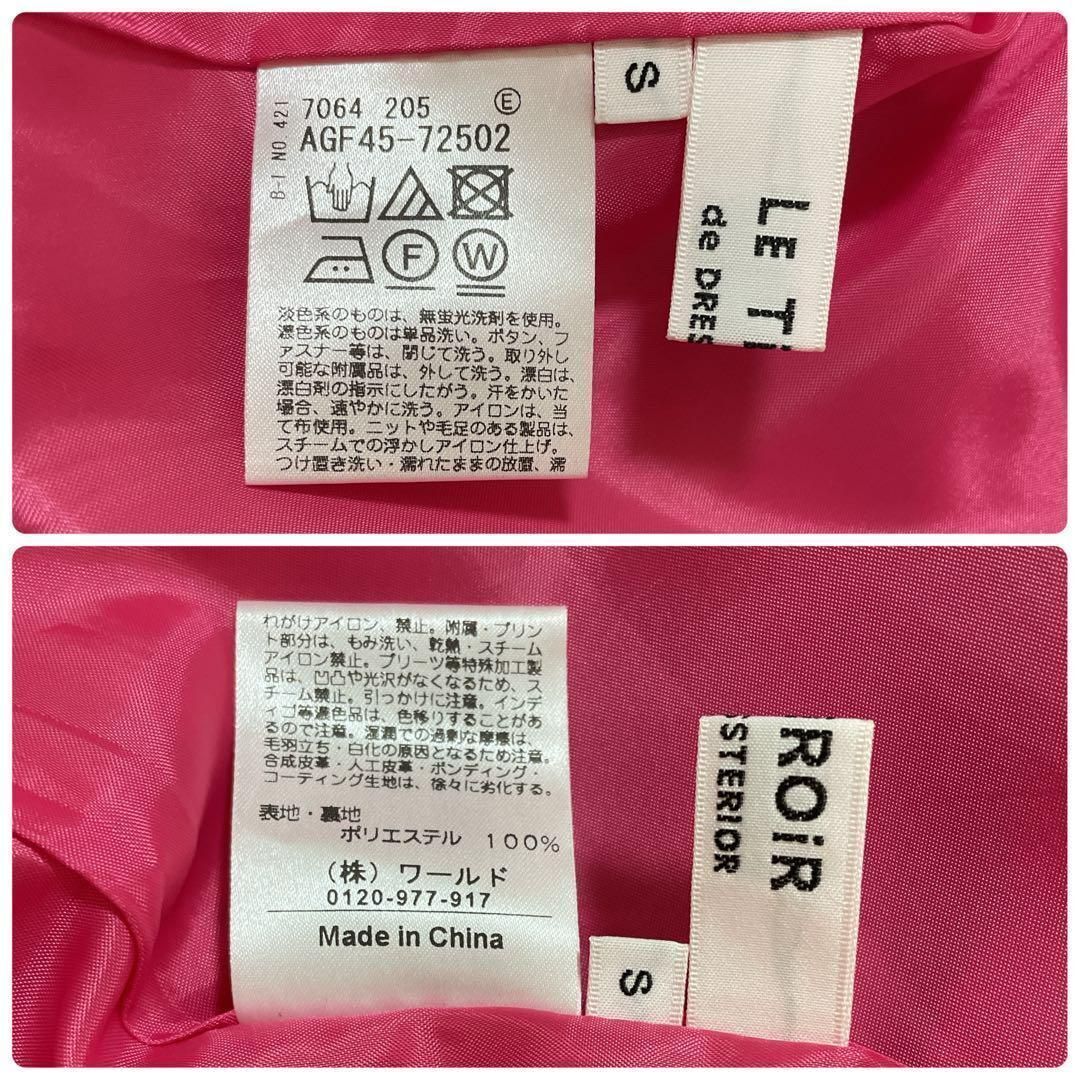 B-I NO.421
7064 205 E
AGF45-72502
F W
淡色系のものは、無蛍光洗剤を使用。
濃色系のものは単品洗い。ボタン、フ
ァスナー等は、閉じて洗う。取り外し
可能な附属品は、外して洗う。漂白は、
漂白剤の指示にしたがう。汗をかいた
場合、速やかに洗う。アイロンは、当
て布使用。ニットや毛足のある製品は、
スチームでの浮かしアイロン仕上げ。
つけ置き洗い・濡れたままの放置、濡
S
LE T
de DRES
れがけアイロン、禁止。附属・プリン
ト部分は、もみ洗い、乾熱・スチーム
アイロン禁止。プリーツ等特殊加工製
品は、凹凸や光沢がなくなるため、ス
チーム禁止。引っかけに注意。インデ
ィゴ等濃色品は、色移りすることがあ
るので注意。湿潤での過剰な摩擦は、
毛羽立ち・白化の原因となるため注意。
合成皮革・人工皮革・ボンディング・
コーティング生地は、徐々に劣化する。
表地・裏地
ポリエステル 100%
(株)ワールド
0120-977-917
Made in China
S
ROiR
STERIOR